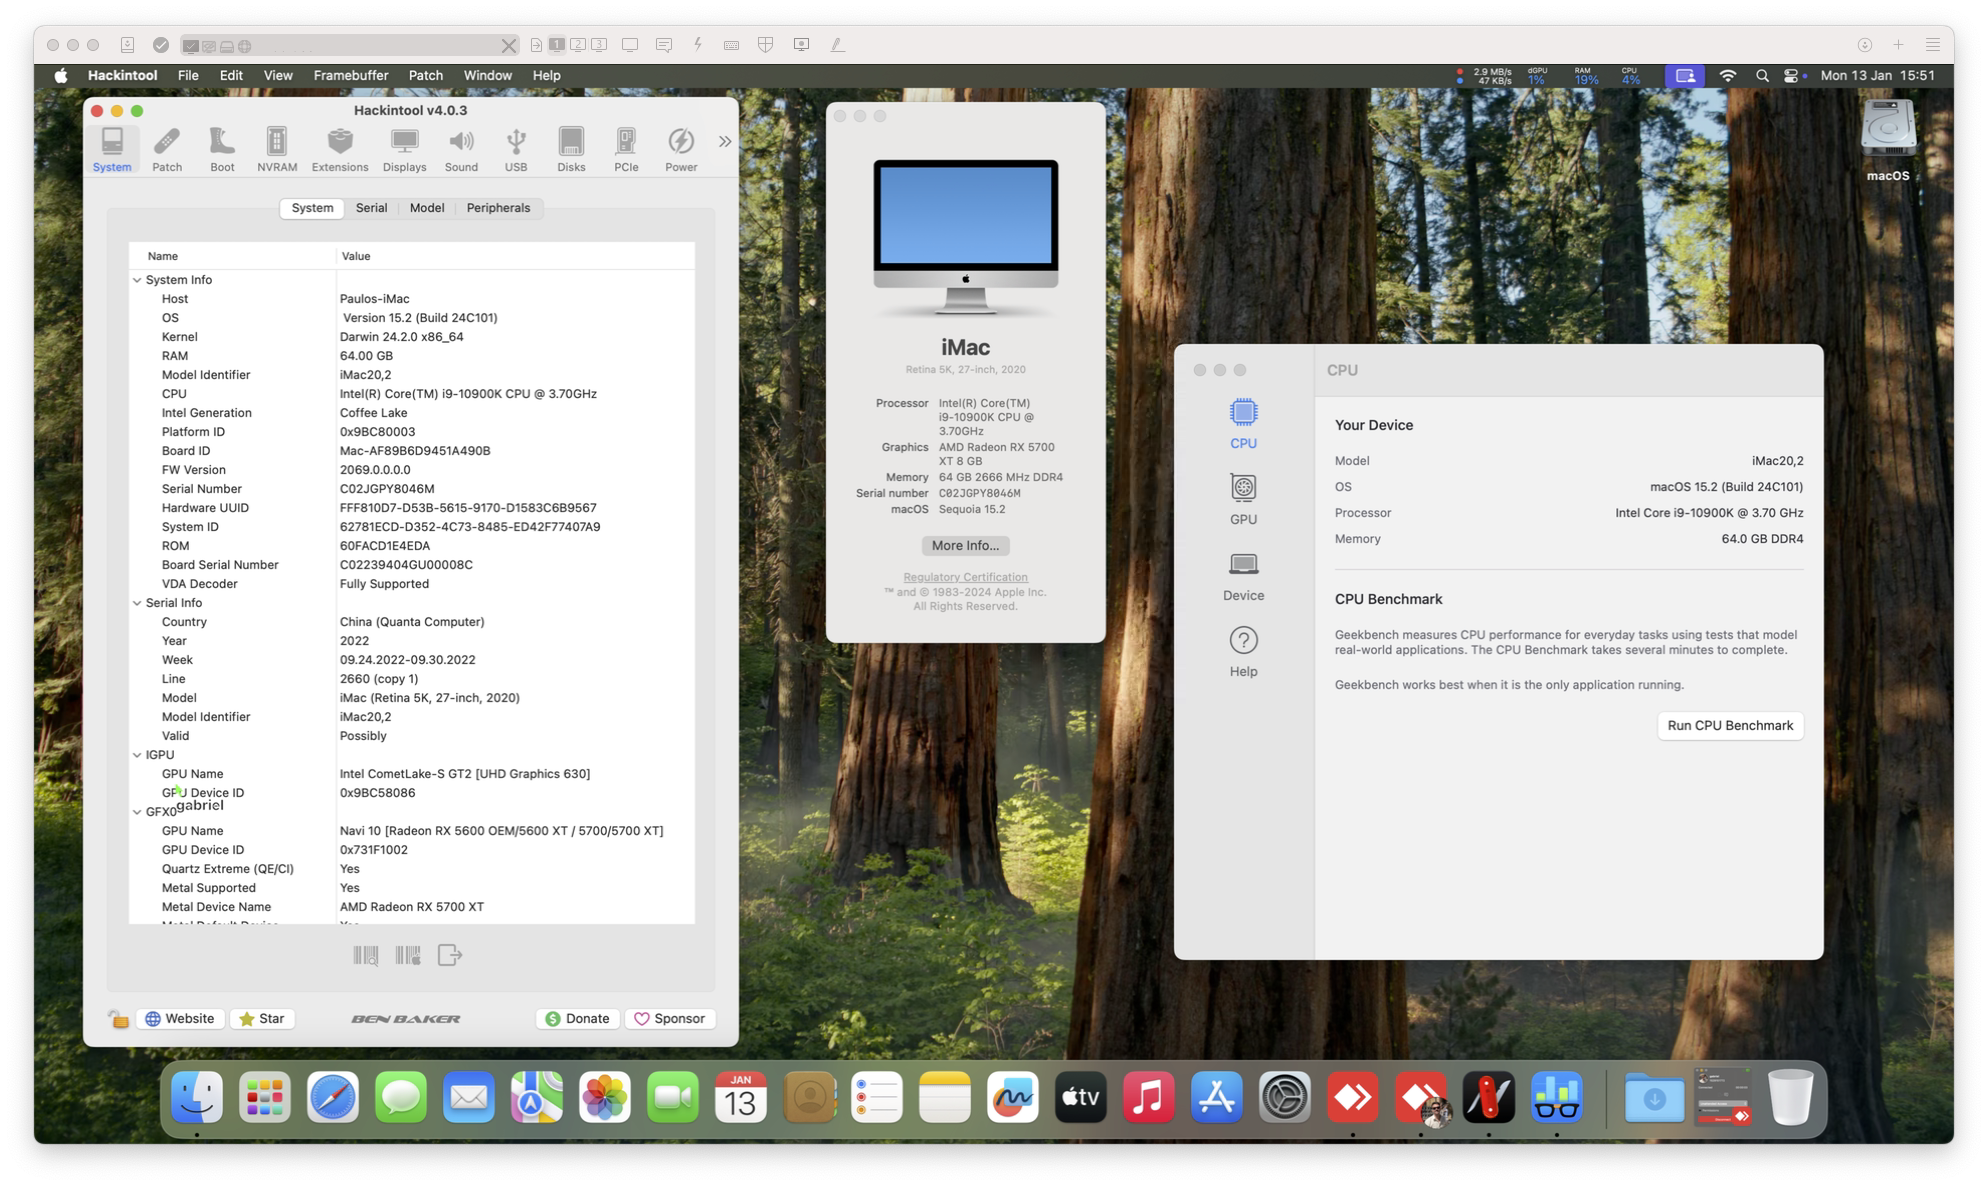 1 2 3
Hackintool File Edit View Framebuffer Patch Window Help
2.9 MB/s
47 KB/s
dGPU
1%
RAM
19%
CPU
4%
Mon 13 Jan 15:51
Hackintool v4.0.3
System Patch Boot NVRAM Extensions Displays Sound USB Disks PCIe Power
System Serial Model Peripherals
Name Value
System Info
Host Paulos-iMac
OS Version 15.2 (Build 24C101)
Kernel Darwin 24.2.0 x86_64
RAM 64.00 GB
Model Identifier iMac20,2
CPU Intel(R) Core(TM) i9-10900K CPU @ 3.70GHz
Intel Generation Coffee Lake
Platform ID 0x9BC80003
Board ID Mac-AF89B6D9451A490B
FW Version 2069.0.0.0.0
Serial Number C02JGPY8046M
Hardware UUID FFF810D7-D53B-5615-9170-D1583C6B9567
System ID 62781ECD-D352-4C73-8485-ED42F77407A9
ROM 60FACD1E4EDA
Board Serial Number C02239404GU00008C
VDA Decoder Fully Supported
Serial Info
Country China (Quanta Computer)
Year 2022
Week 09.24.2022-09.30.2022
Line 2660 (copy 1)
Model iMac (Retina 5K, 27-inch, 2020)
Model Identifier iMac20,2
Valid Possibly
IGPU
GPU Name Intel CometLake-S GT2 [UHD Graphics 630]
GPU Device ID 0x9BC58086
gabriel
GFX0
GPU Name Navi 10 [Radeon RX 5600 OEM/5600 XT / 5700/5700 XT]
GPU Device ID 0x731F1002
Quartz Extreme (QE/CI) Yes
Metal Supported Yes
Metal Device Name AMD Radeon RX 5700 XT
Metal Default Device Yes
Website Star BEN BAKER Donate Sponsor
iMac
Retina 5K, 27-inch, 2020
Processor Intel(R) Core(TM)
i9-10900K CPU @
3.70GHz
Graphics AMD Radeon RX 5700
XT 8 GB
Memory 64 GB 2666 MHz DDR4
Serial number C02JGPY8046M
macOS Sequoia 15.2
More Info...
Regulatory Certification
™ and © 1983-2024 Apple Inc.
All Rights Reserved.
CPU
CPU
GPU
Device
Help
Your Device
Model iMac20,2
OS macOS 15.2 (Build 24C101)
Processor Intel Core i9-10900K @ 3.70 GHz
Memory 64.0 GB DDR4
CPU Benchmark
Geekbench measures CPU performance for everyday tasks using tests that model
real-world applications. The CPU Benchmark takes several minutes to complete.
Geekbench works best when it is the only application running.
Run CPU Benchmark
macOS
JAN
13
tv